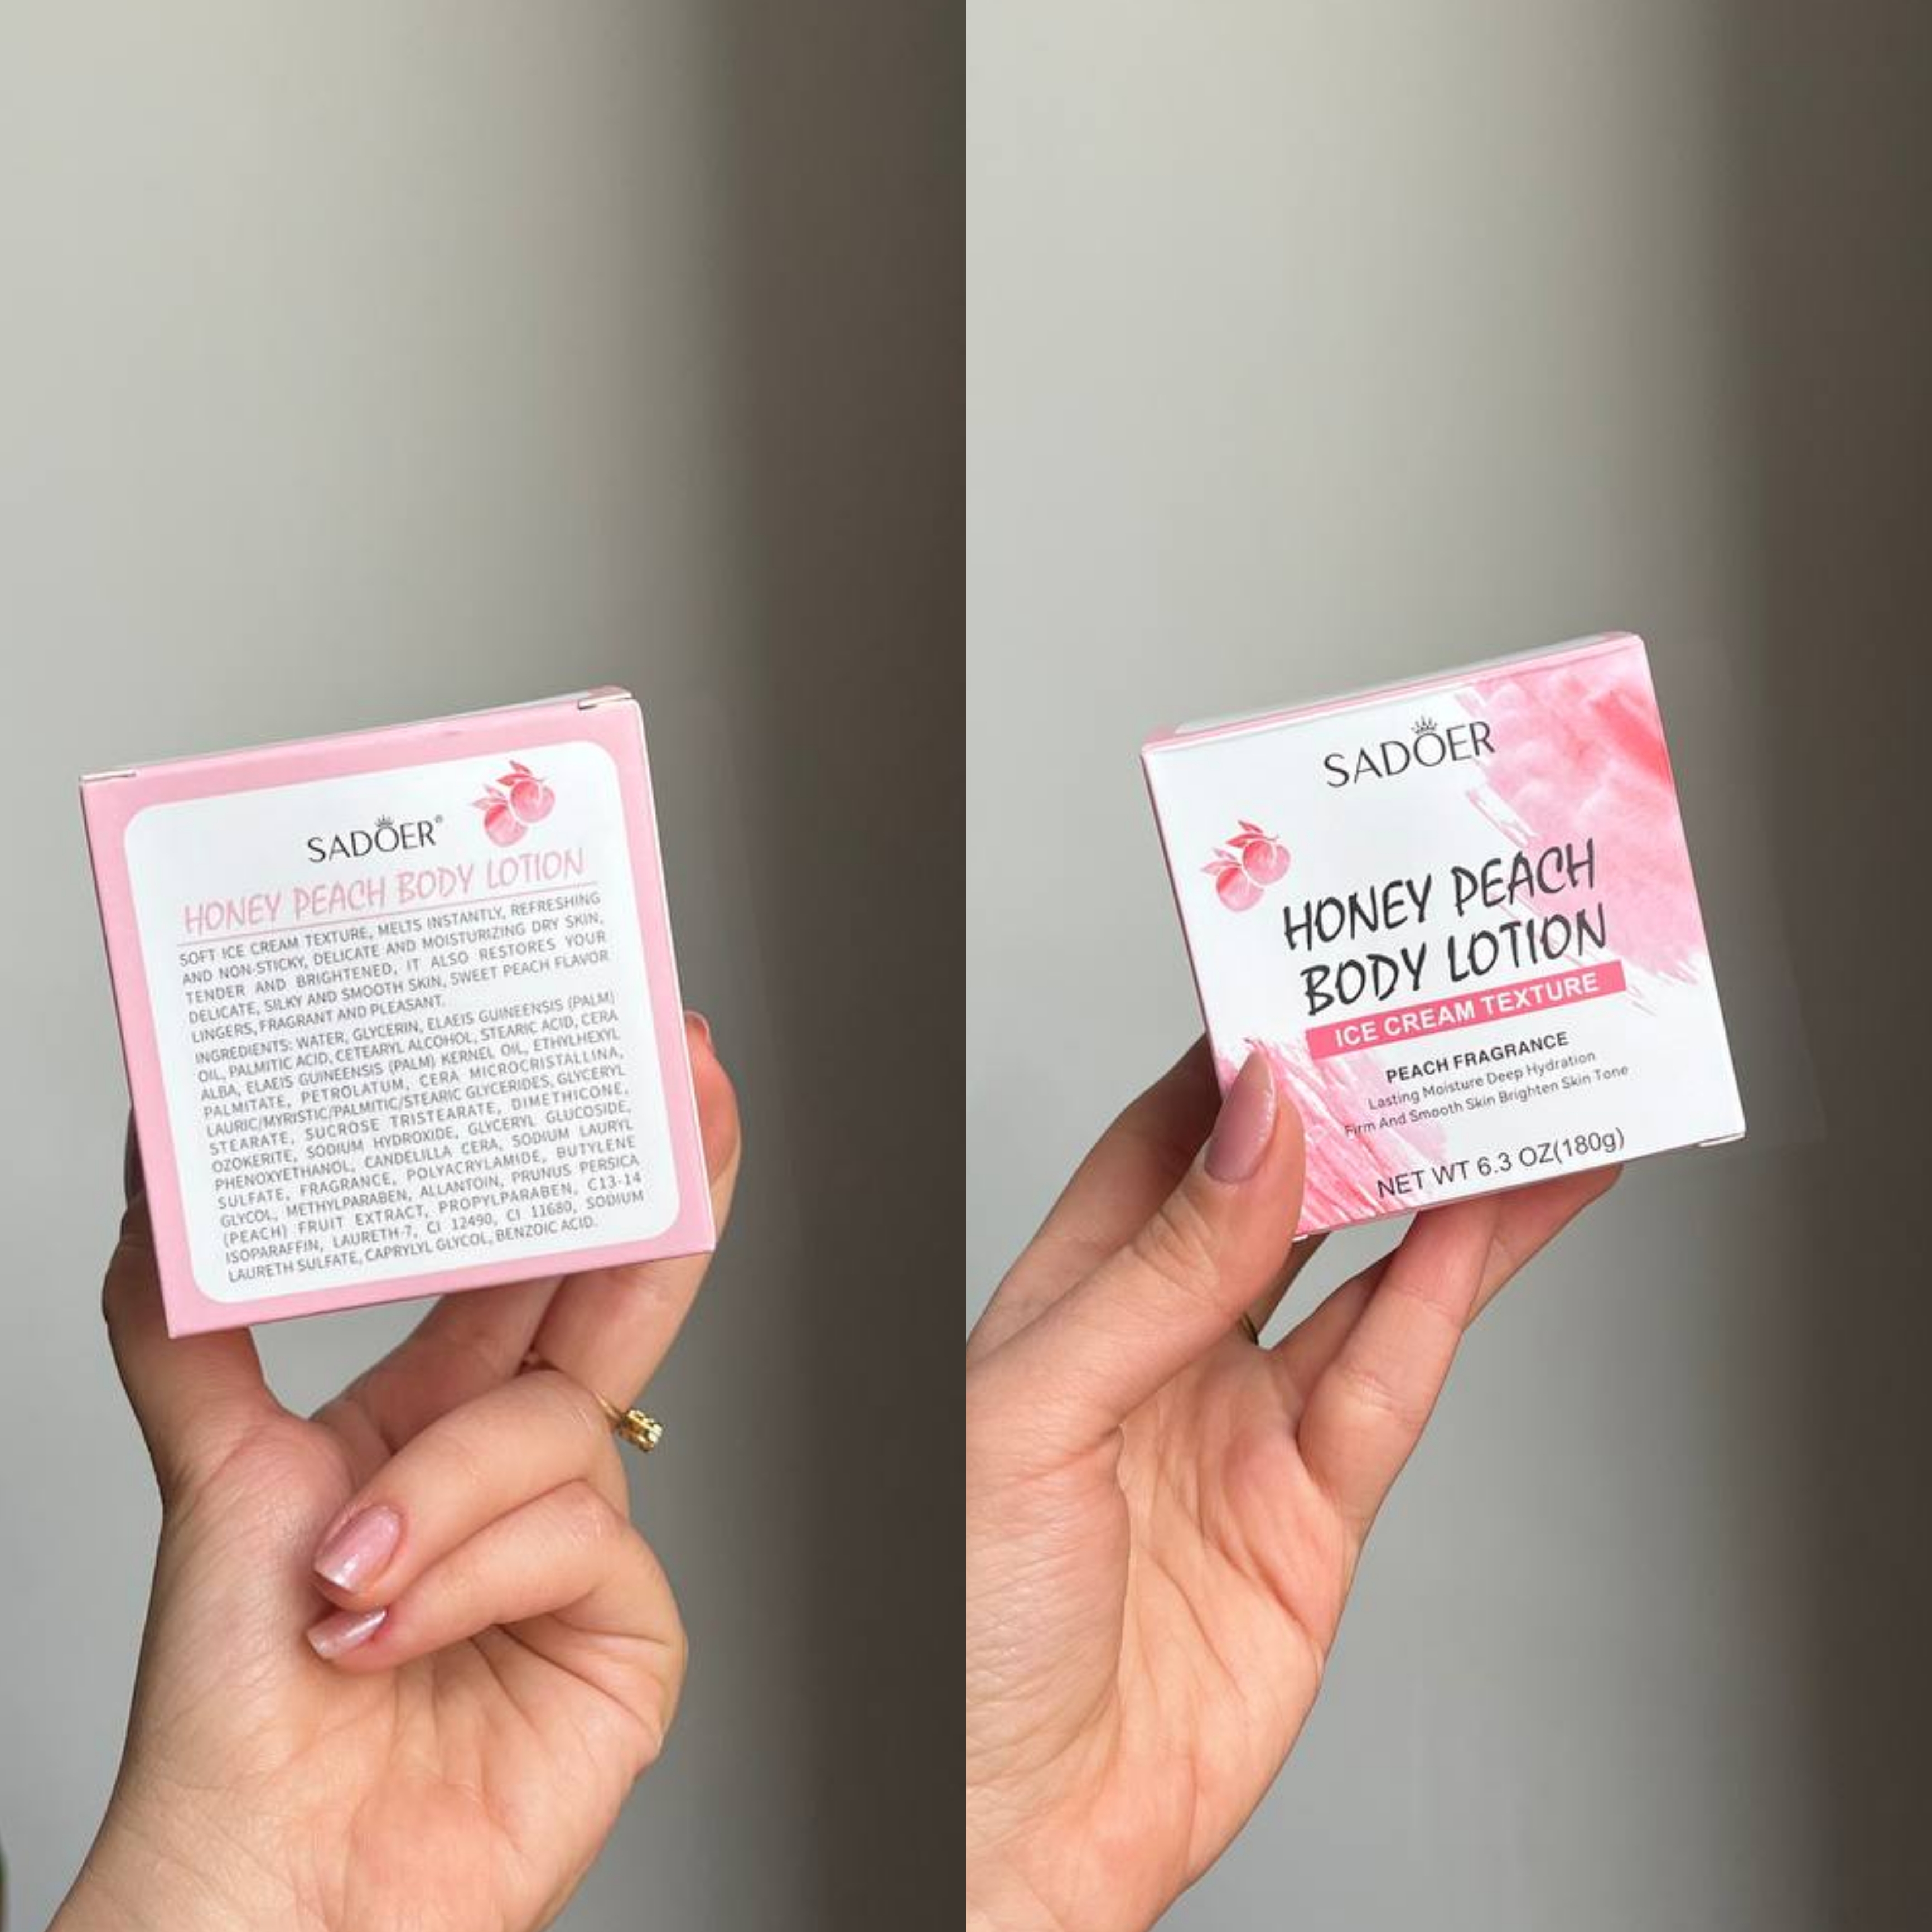 SADOER®
HONEY PEACH BODY LOTION
SOFT ICE CREAM TEXTURE, MELTS INSTANTLY, REFRESHING
AND NON-STICKY, DELICATE AND MOISTURIZING DRY SKIN,
TENDER AND BRIGHTENED, IT ALSO RESTORES YOUR
DELICATE, SILKY AND SMOOTH SKIN, SWEET PEACH FLAVOR
LINGERS, FRAGRANT AND PLEASANT.
INGREDIENTS: WATER, GLYCERIN, ELAEIS GUINEENSIS (PALM)
OIL, PALMITIC ACID, CETEARYL ALCOHOL, STEARIC ACID, CERA
ALBA, ELAEIS GUINEENSIS (PALM) KERNEL OIL, ETHYLHEXYL
PALMITATE, PETROLATUM, CERA MICROCRISTALLINA,
LAURIC/MYRISTIC/PALMITIC/STEARIC GLYCERIDES, GLYCERYL
STEARATE, SUCROSE TRISTEARATE, DIMETHICONE,
OZOKERITE, SODIUM HYDROXIDE, GLYCERYL GLUCOSIDE,
PHENOXYETHANOL, CANDELILLA CERA, SODIUM LAURYL
SULFATE, FRAGRANCE, POLYACRYLAMIDE, BUTYLENE
GLYCOL, METHYLPARABEN, ALLANTOIN, PRUNUS PERSICA
(PEACH) FRUIT EXTRACT, PROPYLPARABEN, C13-14
ISOPARAFFIN, LAURETH-7, CI 12490, CI 11680, SODIUM
LAURETH SULFATE, CAPRYLYL GLYCOL, BENZOIC ACID.
SADOER
HONEY PEACH
BODY LOTION
ICE CREAM TEXTURE
PEACH FRAGRANCE
Lasting Moisture Deep Hydration
Firm And Smooth Skin Brighten Skin Tone
NET WT 6.3 OZ(180g)